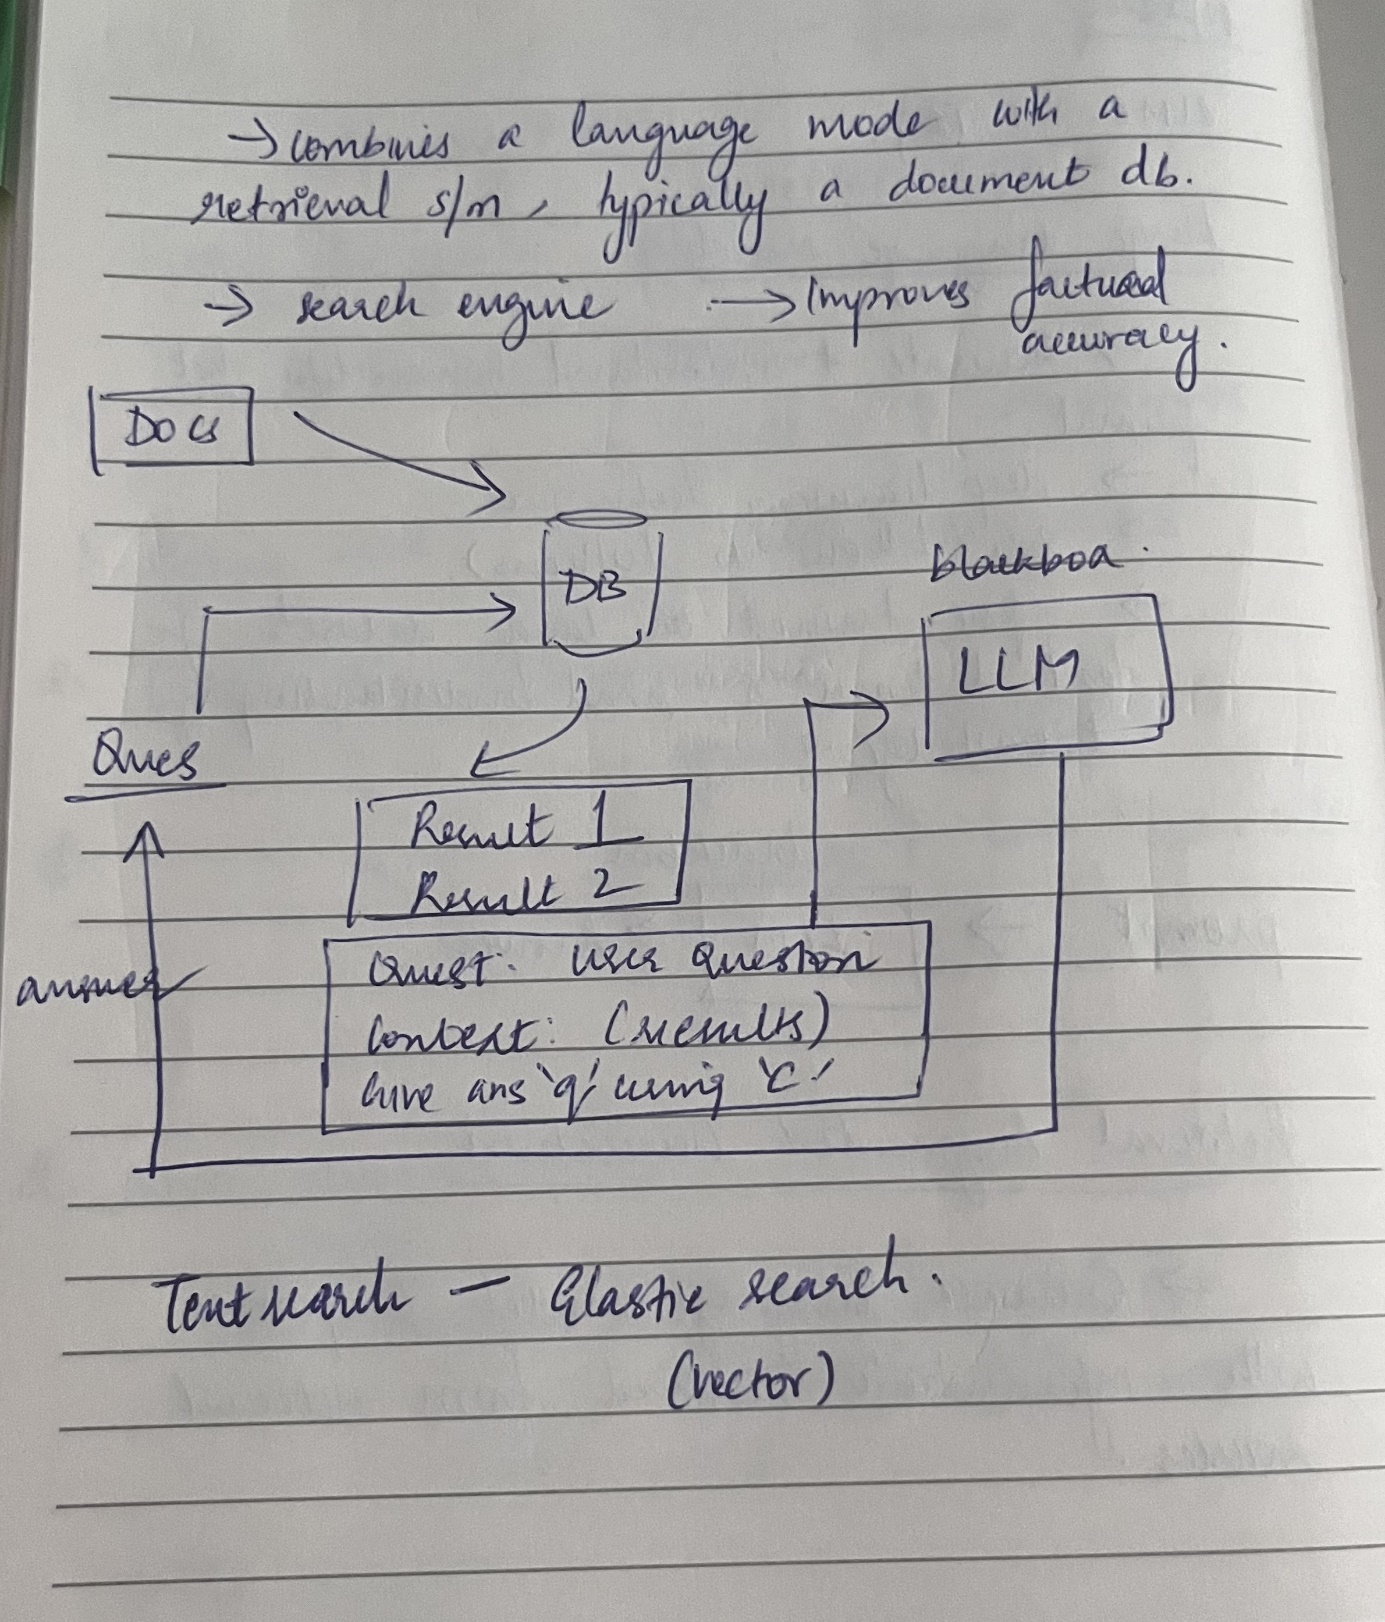 → combines a language mode with a
retrieval s/m, typically a document db.
→ search engine → Improves factual
accuracy.
DOCS
DB
blackboa.
LLM
Ques
Result 1
Result 2
answer
Quest: user question
Context: (results)
Give ans 'q' using 'c'
Text search — Elastic search.
(vector)